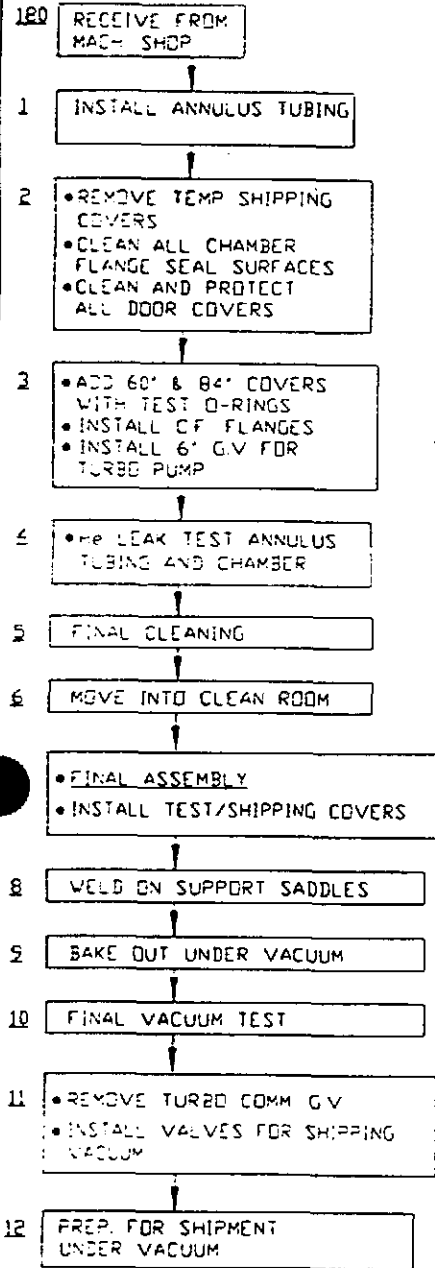 180 RECEIVE FROM
MACH SHOP
1 INSTALL ANNULUS TUBING
2 •REMOVE TEMP SHIPPING
COVERS
•CLEAN ALL CHAMBER
FLANGE SEAL SURFACES
•CLEAN AND PROTECT
ALL DOOR COVERS
3 •ADD 60" & 84" COVERS
WITH TEST O-RINGS
•INSTALL CF FLANGES
•INSTALL 6" G.V FOR
TURBO PUMP
4 •He LEAK TEST ANNULUS
TUBING AND CHAMBER
5 FINAL CLEANING
6 MOVE INTO CLEAN ROOM
•FINAL ASSEMBLY
•INSTALL TEST/SHIPPING COVERS
8 WELD ON SUPPORT SADDLES
9 BAKE OUT UNDER VACUUM
10 FINAL VACUUM TEST
11 •REMOVE TURBO COMM G V
•INSTALL VALVES FOR SHIPPING
VACUUM
12 PREP. FOR SHIPMENT
UNDER VACUUM